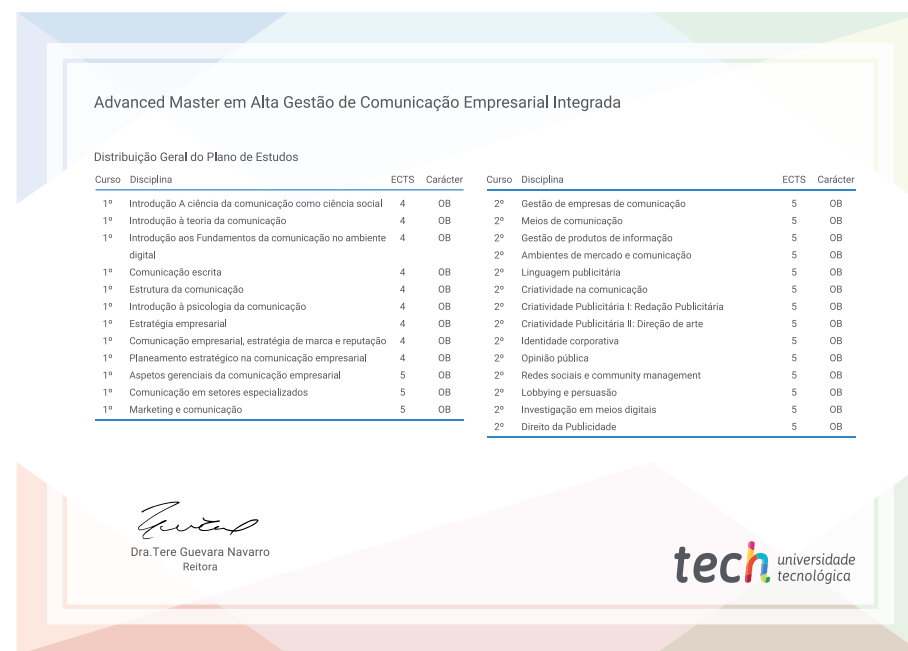 Advanced Master em Alta Gestão de Comunicação Empresarial Integrada
Distribuição Geral do Plano de Estudos
Curso Disciplina ECTS Carácter
1º Introdução A ciência da comunicação como ciência social 4 OB
1º Introdução à teoria da comunicação 4 OB
1º Introdução aos Fundamentos da comunicação no ambiente 4 OB
digital
1º Comunicação escrita 4 OB
1º Estrutura da comunicação 4 OB
1º Introdução à psicologia da comunicação 4 OB
1º Estratégia empresarial 4 OB
1º Comunicação empresarial, estratégia de marca e reputação 4 OB
1º Planeamento estratégico na comunicação empresarial 4 OB
1º Aspetos gerenciais da comunicação empresarial 5 OB
1º Comunicação em setores especializados 5 OB
1º Marketing e comunicação 5 OB
Curso Disciplina ECTS Carácter
2º Gestão de empresas de comunicação 5 OB
2º Meios de comunicação 5 OB
2º Gestão de produtos de informação 5 OB
2º Ambientes de mercado e comunicação 5 OB
2º Linguagem publicitária 5 OB
2º Criatividade na comunicação 5 OB
2º Criatividade Publicitária I: Redação Publicitária 5 OB
2º Criatividade Publicitária II: Direção de arte 5 OB
2º Identidade corporativa 5 OB
2º Opinião pública 5 OB
2º Redes sociais e community management 5 OB
2º Lobbying e persuasão 5 OB
2º Investigação em meios digitais 5 OB
2º Direito da Publicidade 5 OB
Dra.Tere Guevara Navarro
Reitora
tech universidade
tecnológica